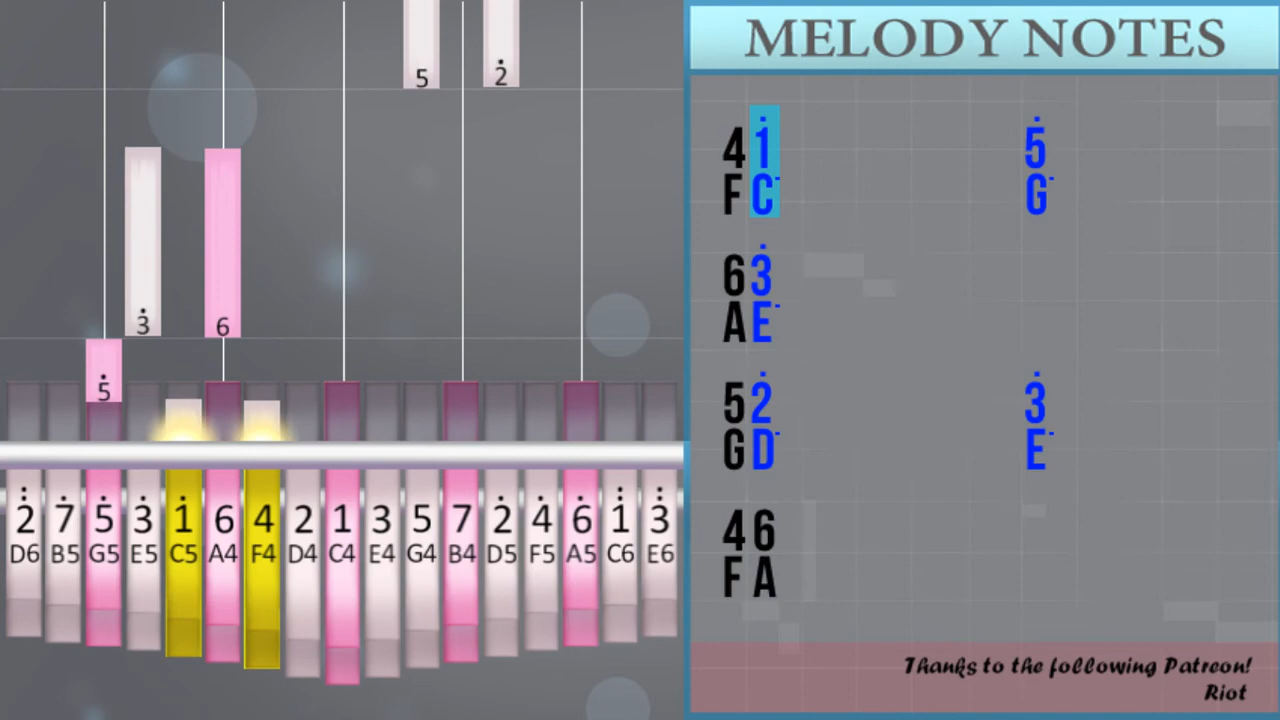 5 2̇
3̇ 6
5̇
2̈ 7̇ 5̇ 3̇ 1̇ 6 4 2 1 3 5 7 2̇ 4̇ 6̇ 1̈ 3̈
D6 B5 G5 E5 C5 A4 F4 D4 C4 E4 G4 B4 D5 F5 A5 C6 E6
MELODY NOTES
4 1̇ 5̇
F C· G·
6 3̇
A E·
5 2̇ 3̇
G D· E·
4 6
F A
Thanks to the following Patreon!
Riot